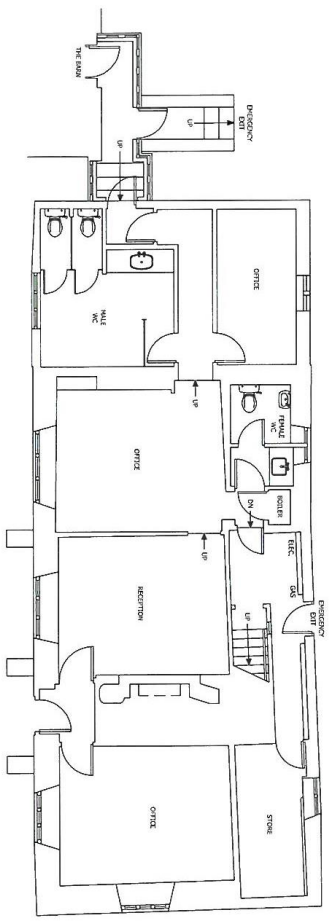 THE BARN
EMERGENCY
EXIT
UP
UP
OFFICE
MALE
WC
FEMALE
WC
UP
OFFICE
BOILER
DN
UP
ELEC.
GAS
EMERGENCY
EXIT
RECEPTION
UP
OFFICE
STORE